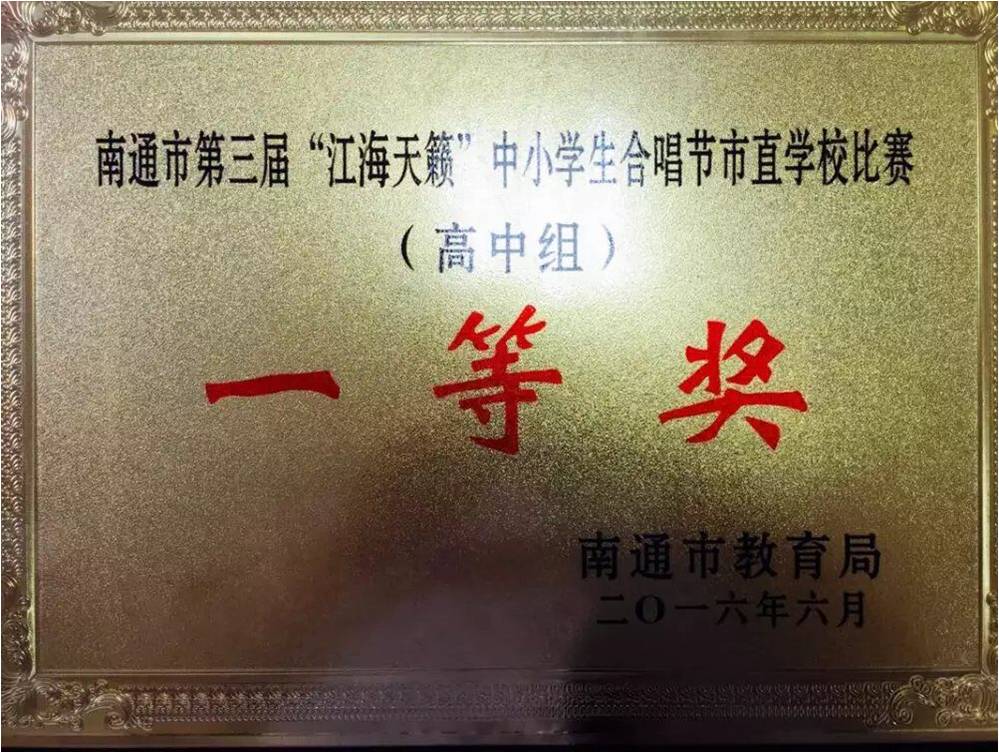 南通市第三届“江海天籁”中小学生合唱节市直学校比赛
（高中组）
一等奖
南通市教育局
二〇一六年六月